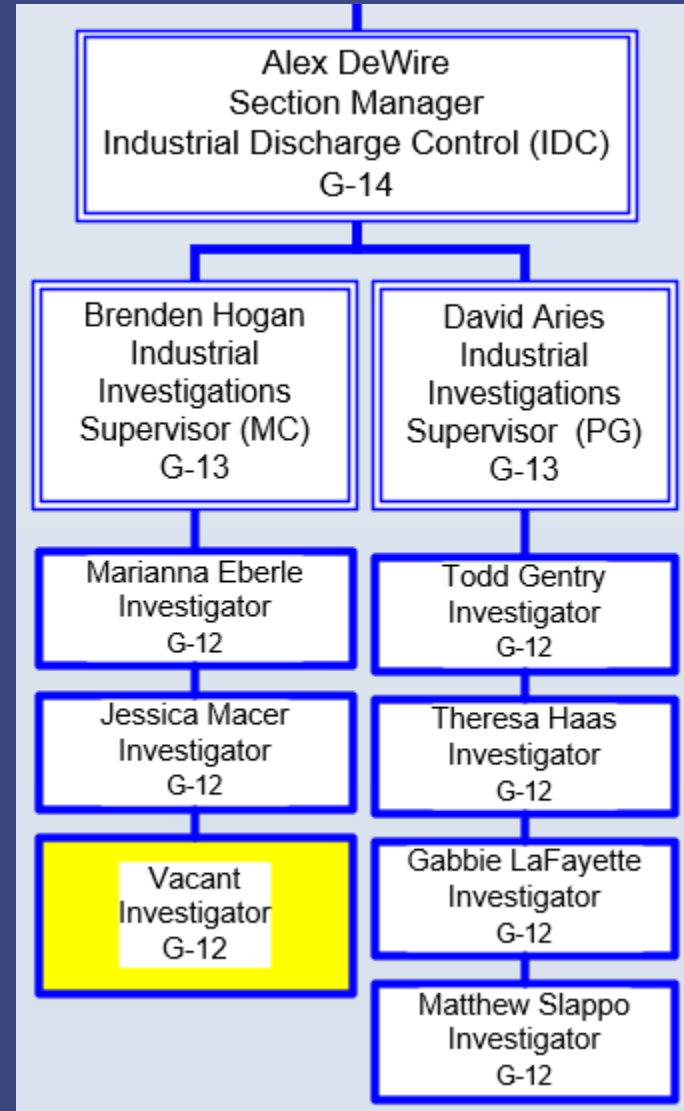 Alex DeWire
Section Manager
Industrial Discharge Control (IDC)
G-14
Brenden Hogan
Industrial
Investigations
Supervisor (MC)
G-13
Marianna Eberle
Investigator
G-12
Jessica Macer
Investigator
G-12
Vacant
Investigator
G-12
David Aries
Industrial
Investigations
Supervisor (PG)
G-13
Todd Gentry
Investigator
G-12
Theresa Haas
Investigator
G-12
Gabbie LaFayette
Investigator
G-12
Matthew Slappo
Investigator
G-12